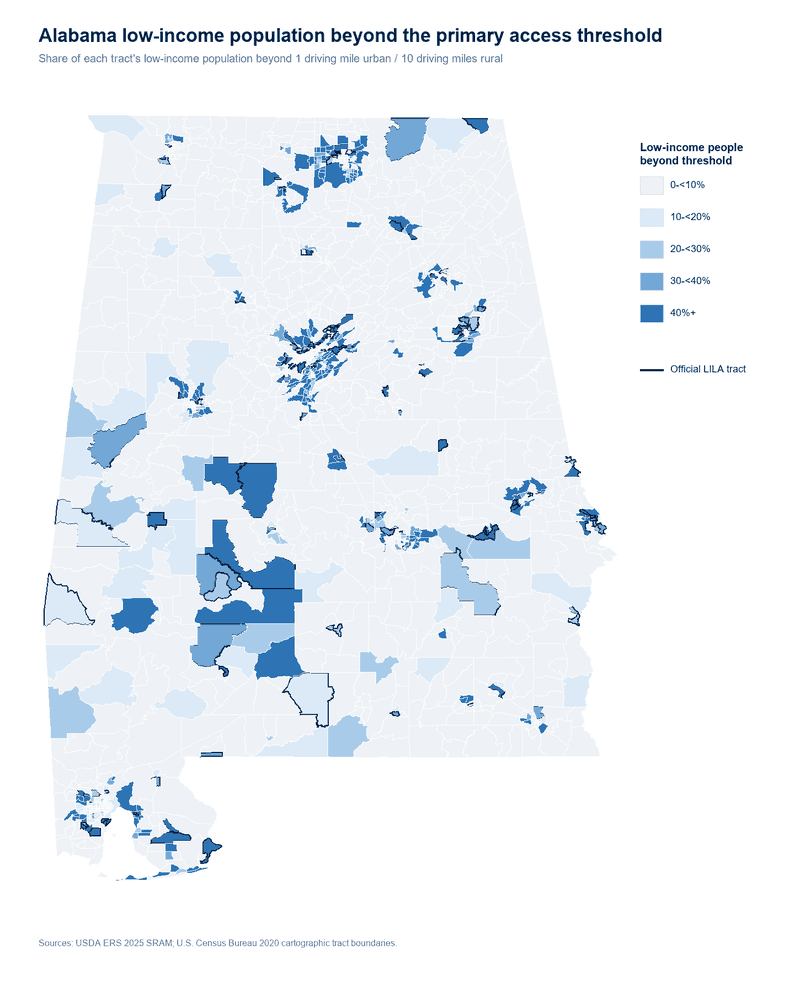 Alabama low-income population beyond the primary access threshold
Share of each tract's low-income population beyond 1 driving mile urban / 10 driving miles rural
Low-income people
beyond threshold
0-<10%
10-<20%
20-<30%
30-<40%
40%+
Official LILA tract
Sources: USDA ERS 2025 SRAM; U.S. Census Bureau 2020 cartographic tract boundaries.